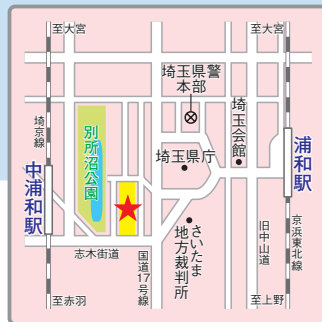 至大宮
至大宮
埼玉県警
本部
埼京線
別所沼公園
埼玉会館
埼玉県庁
浦和駅
中浦和駅
さいたま
地方裁判所
志木街道
国道17号線
旧中山道
京浜東北線
至赤羽
至上野